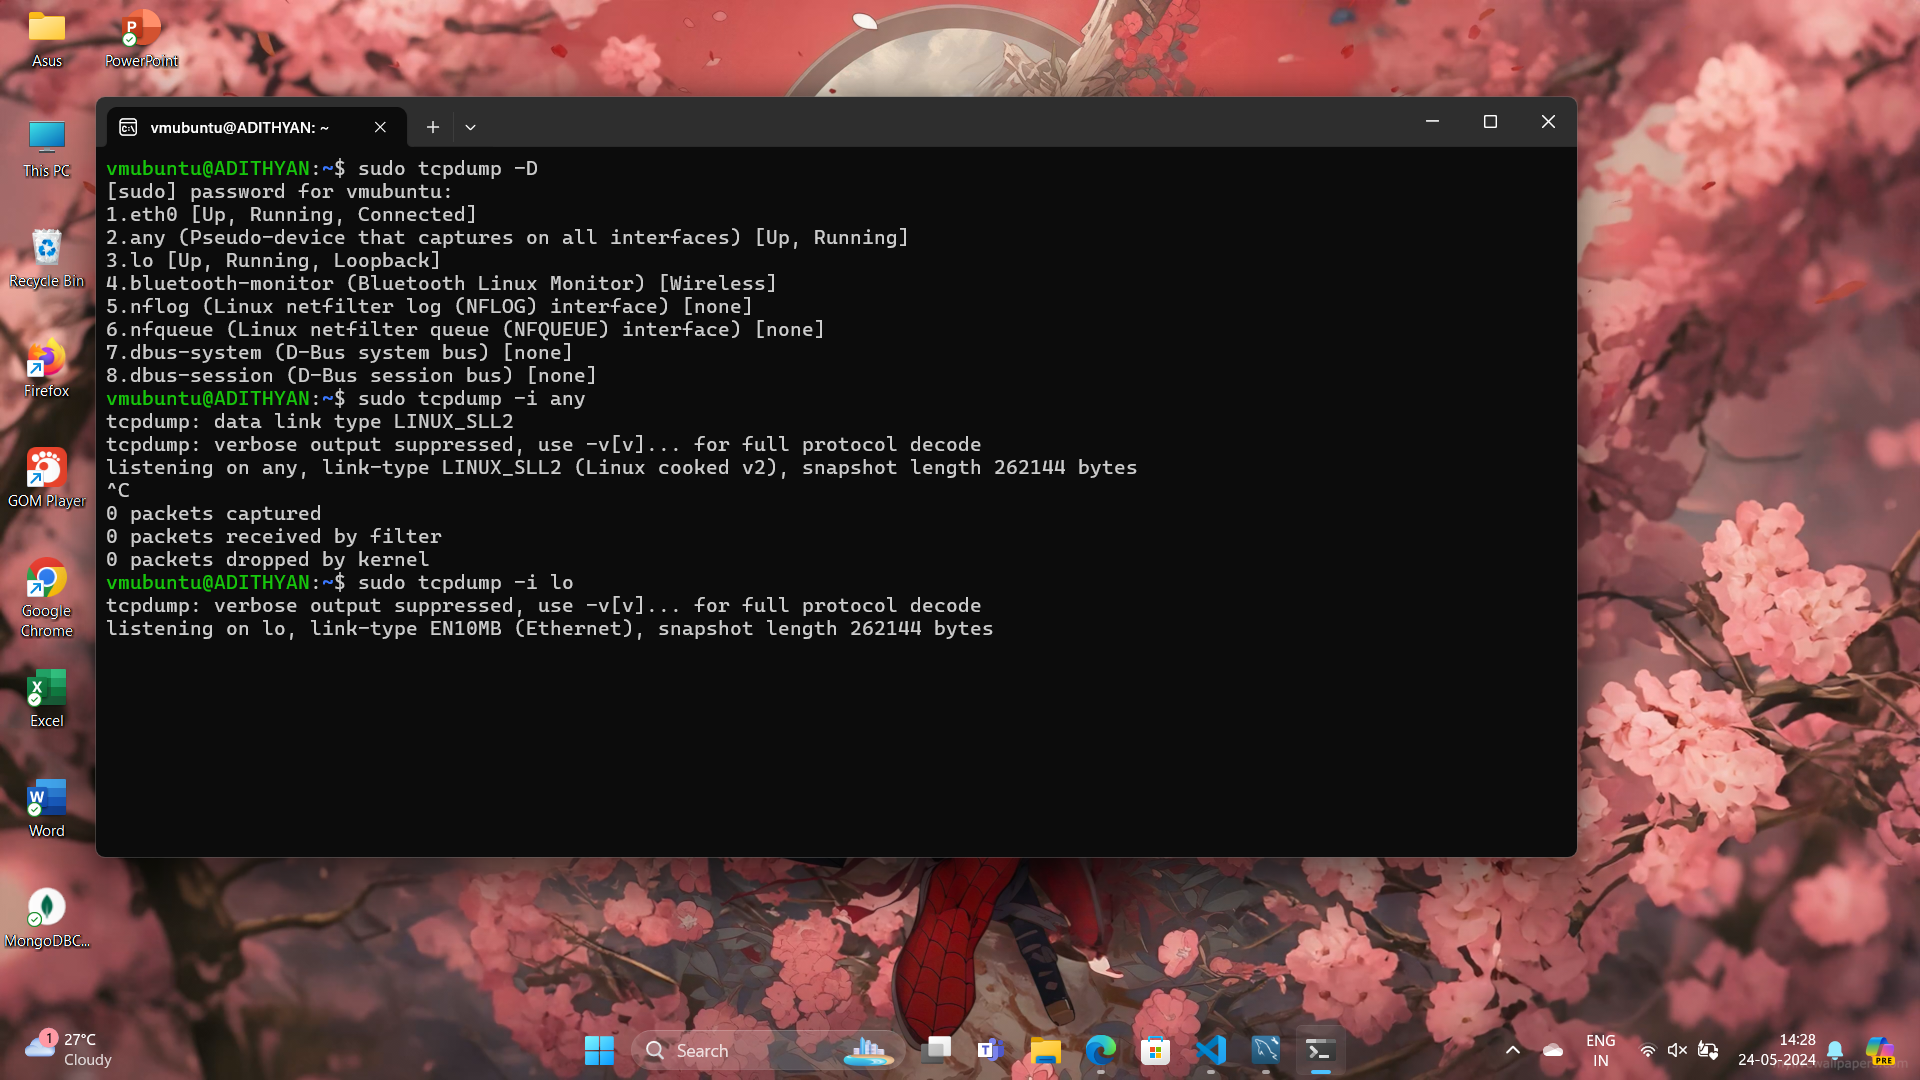 Asus
PowerPoint
This PC
Recycle Bin
Firefox
GOM Player
Google
Chrome
Excel
Word
MongoDBC...
vmubuntu@ADITHYAN: ~
vmubuntu@ADITHYAN:~$ sudo tcpdump -D
[sudo] password for vmubuntu:
1.eth0 [Up, Running, Connected]
2.any (Pseudo-device that captures on all interfaces) [Up, Running]
3.lo [Up, Running, Loopback]
4.bluetooth-monitor (Bluetooth Linux Monitor) [Wireless]
5.nflog (Linux netfilter log (NFLOG) interface) [none]
6.nfqueue (Linux netfilter queue (NFQUEUE) interface) [none]
7.dbus-system (D-Bus system bus) [none]
8.dbus-session (D-Bus session bus) [none]
vmubuntu@ADITHYAN:~$ sudo tcpdump -i any
tcpdump: data link type LINUX_SLL2
tcpdump: verbose output suppressed, use -v[v]... for full protocol decode
listening on any, link-type LINUX_SLL2 (Linux cooked v2), snapshot length 262144 bytes
^C
0 packets captured
0 packets received by filter
0 packets dropped by kernel
vmubuntu@ADITHYAN:~$ sudo tcpdump -i lo
tcpdump: verbose output suppressed, use -v[v]... for full protocol decode
listening on lo, link-type EN10MB (Ethernet), snapshot length 262144 bytes
1
27°C
Cloudy
Search
ENG
IN
14:28
24-05-2024
PRE